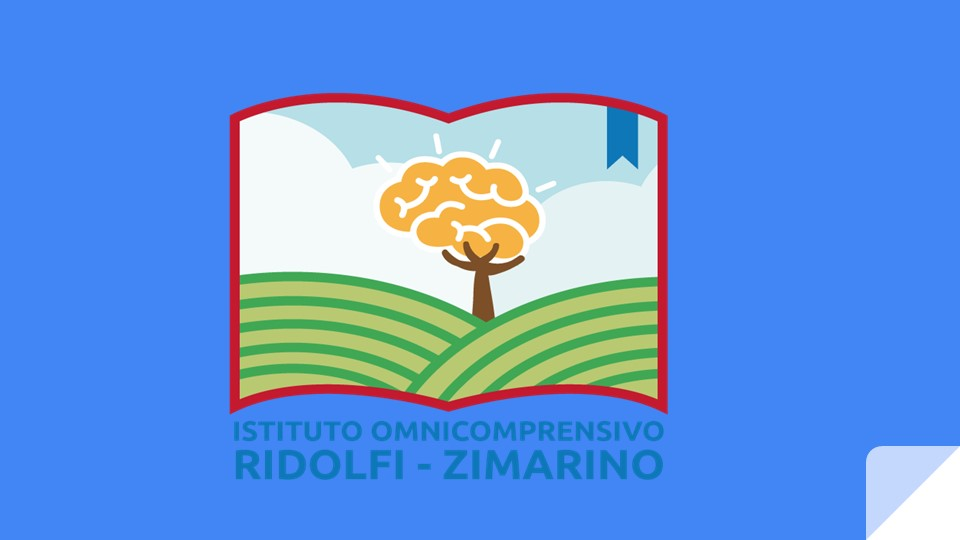 ISTITUTO OMNICOMPRENSIVO
RIDOLFI - ZIMARINO